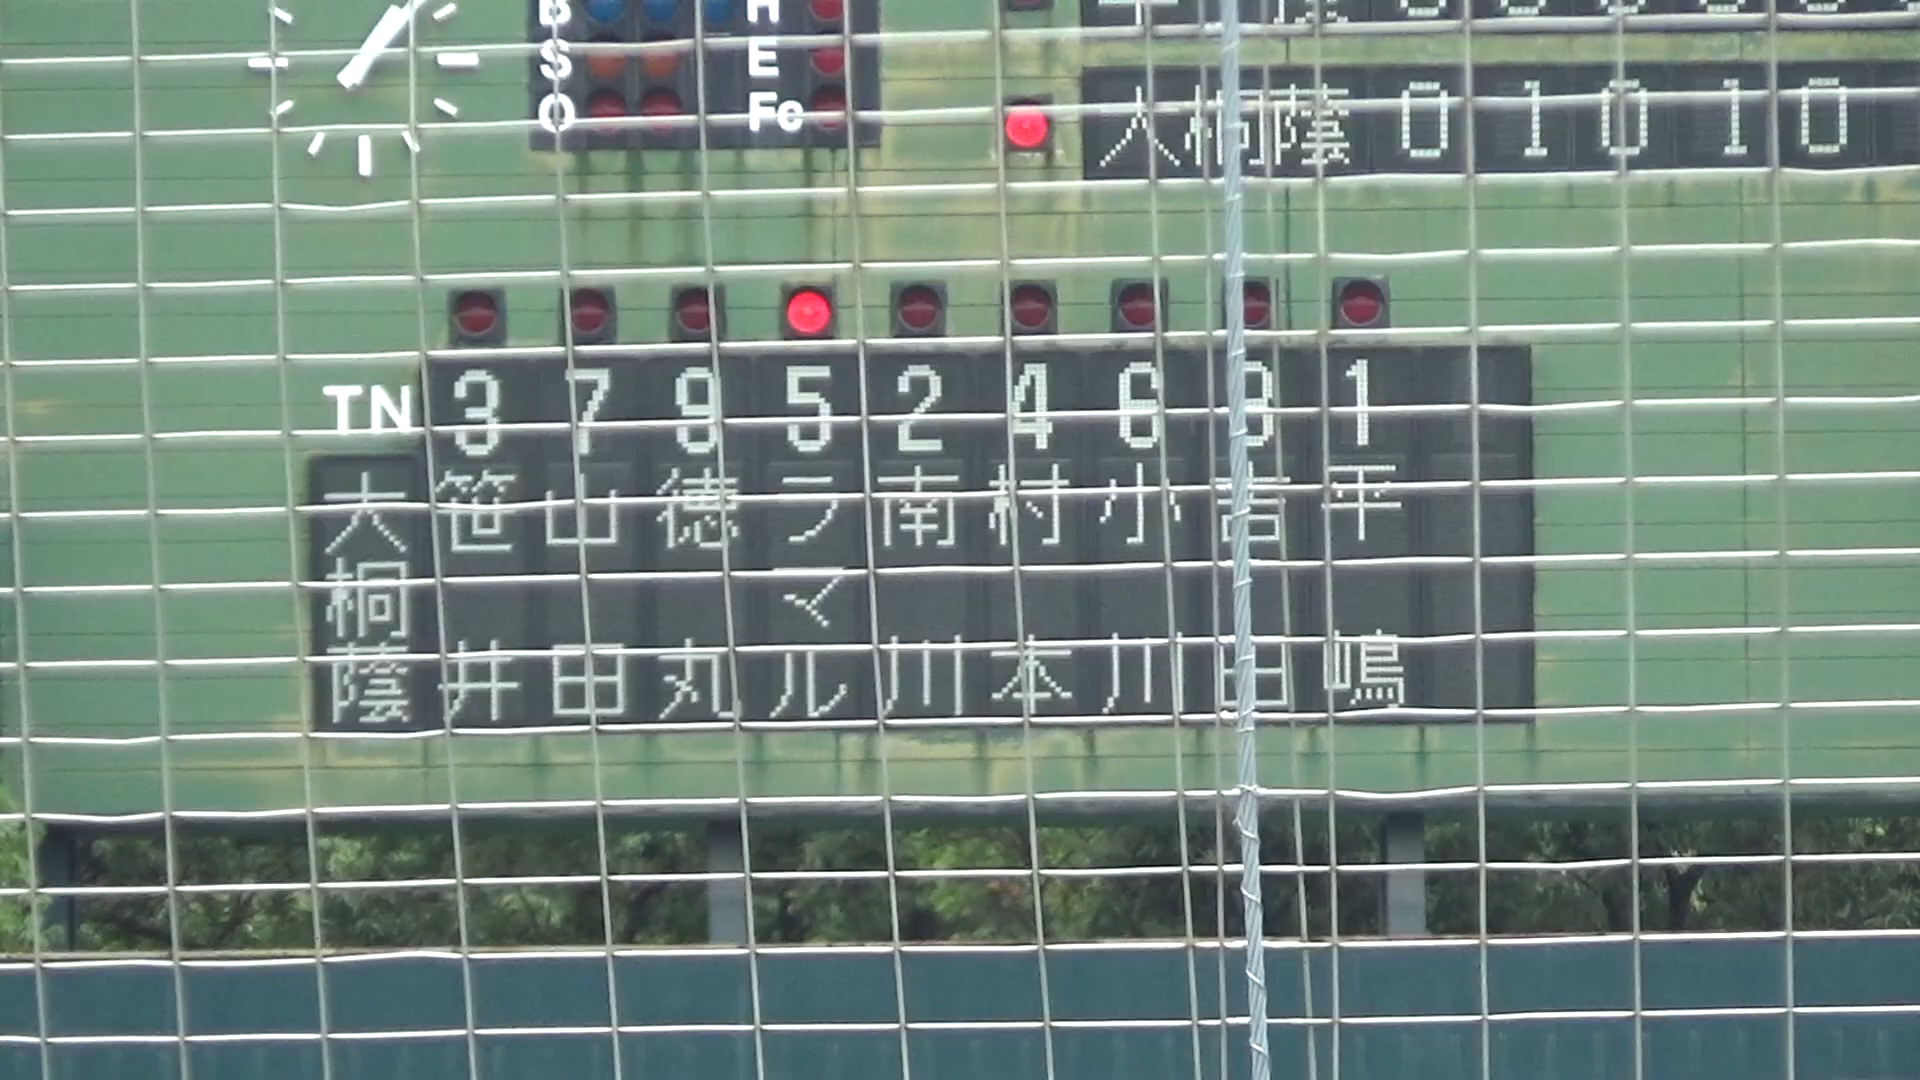 B H
S E
O Fc
大桐蔭 0 1 0 1 0
TN 3 7 9 5 2 4 6 8 1
大桐蔭
笹井
山田
徳丸
ラマル
南川
村本
小川
吉田
平嶋